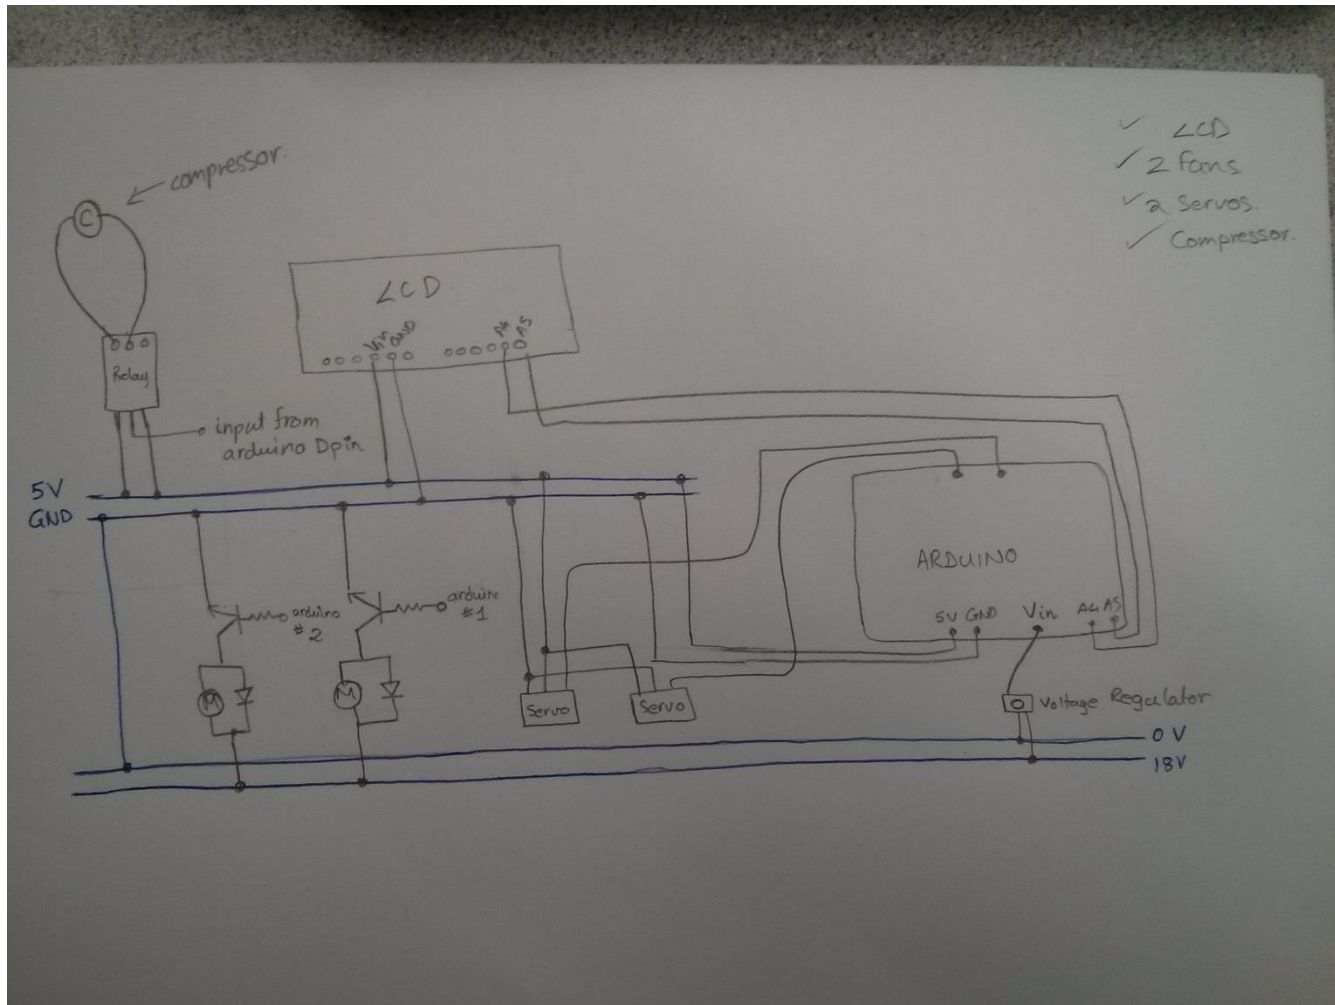 ✓ LCD
✓ 2 fans
✓ 2 servos.
✓ Compressor.
compressor.
C
LCD
Vin GND
A4 A5
Relay
input from
arduino Dpin
5V
GND
arduino
#2
arduino
#1
M
M
Servo
Servo
ARDUINO
5V GND Vin A4 A5
Voltage Regulator
0V
18V